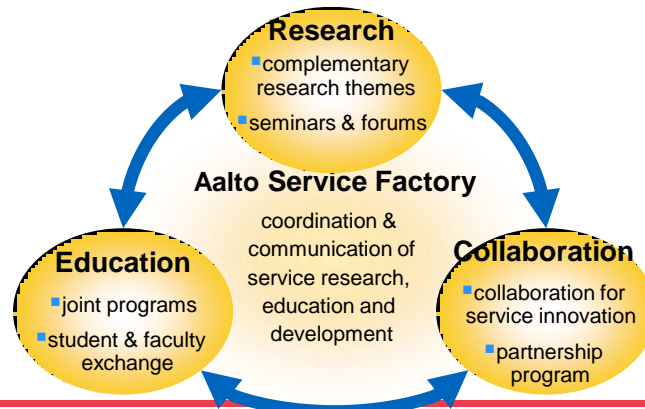 Research
complementary
research themes
seminars & forums
Aalto Service Factory
coordination &
communication of
service research,
education and
development
Education
joint programs
student & faculty
exchange
Collaboration
collaboration for
service innovation
partnership
program